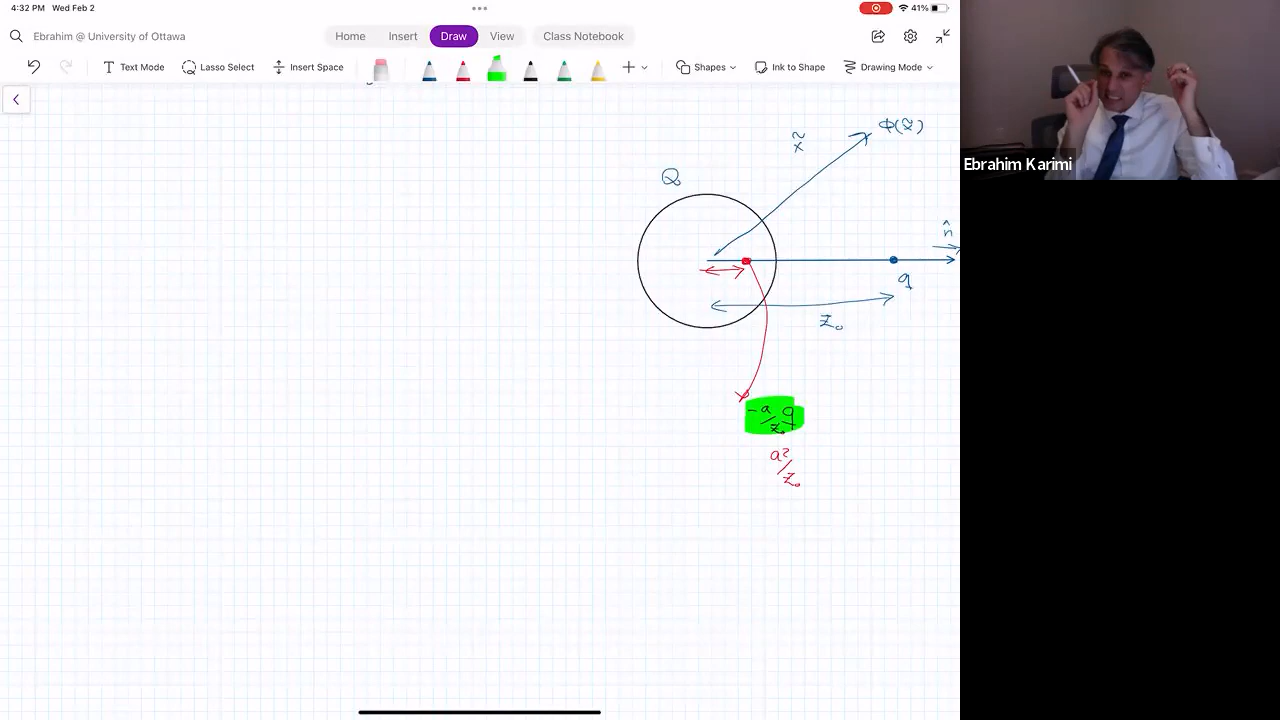 4:32 PM Wed Feb 2
41%
Ebrahim @ University of Ottawa
Home Insert Draw View Class Notebook
Text Mode Lasso Select Insert Space Shapes Ink to Shape Drawing Mode
Ebrahim Karimi
x̃ Φ(x̃)
Q
n̂
q
z₀
-a/z₀ q
a²/z₀